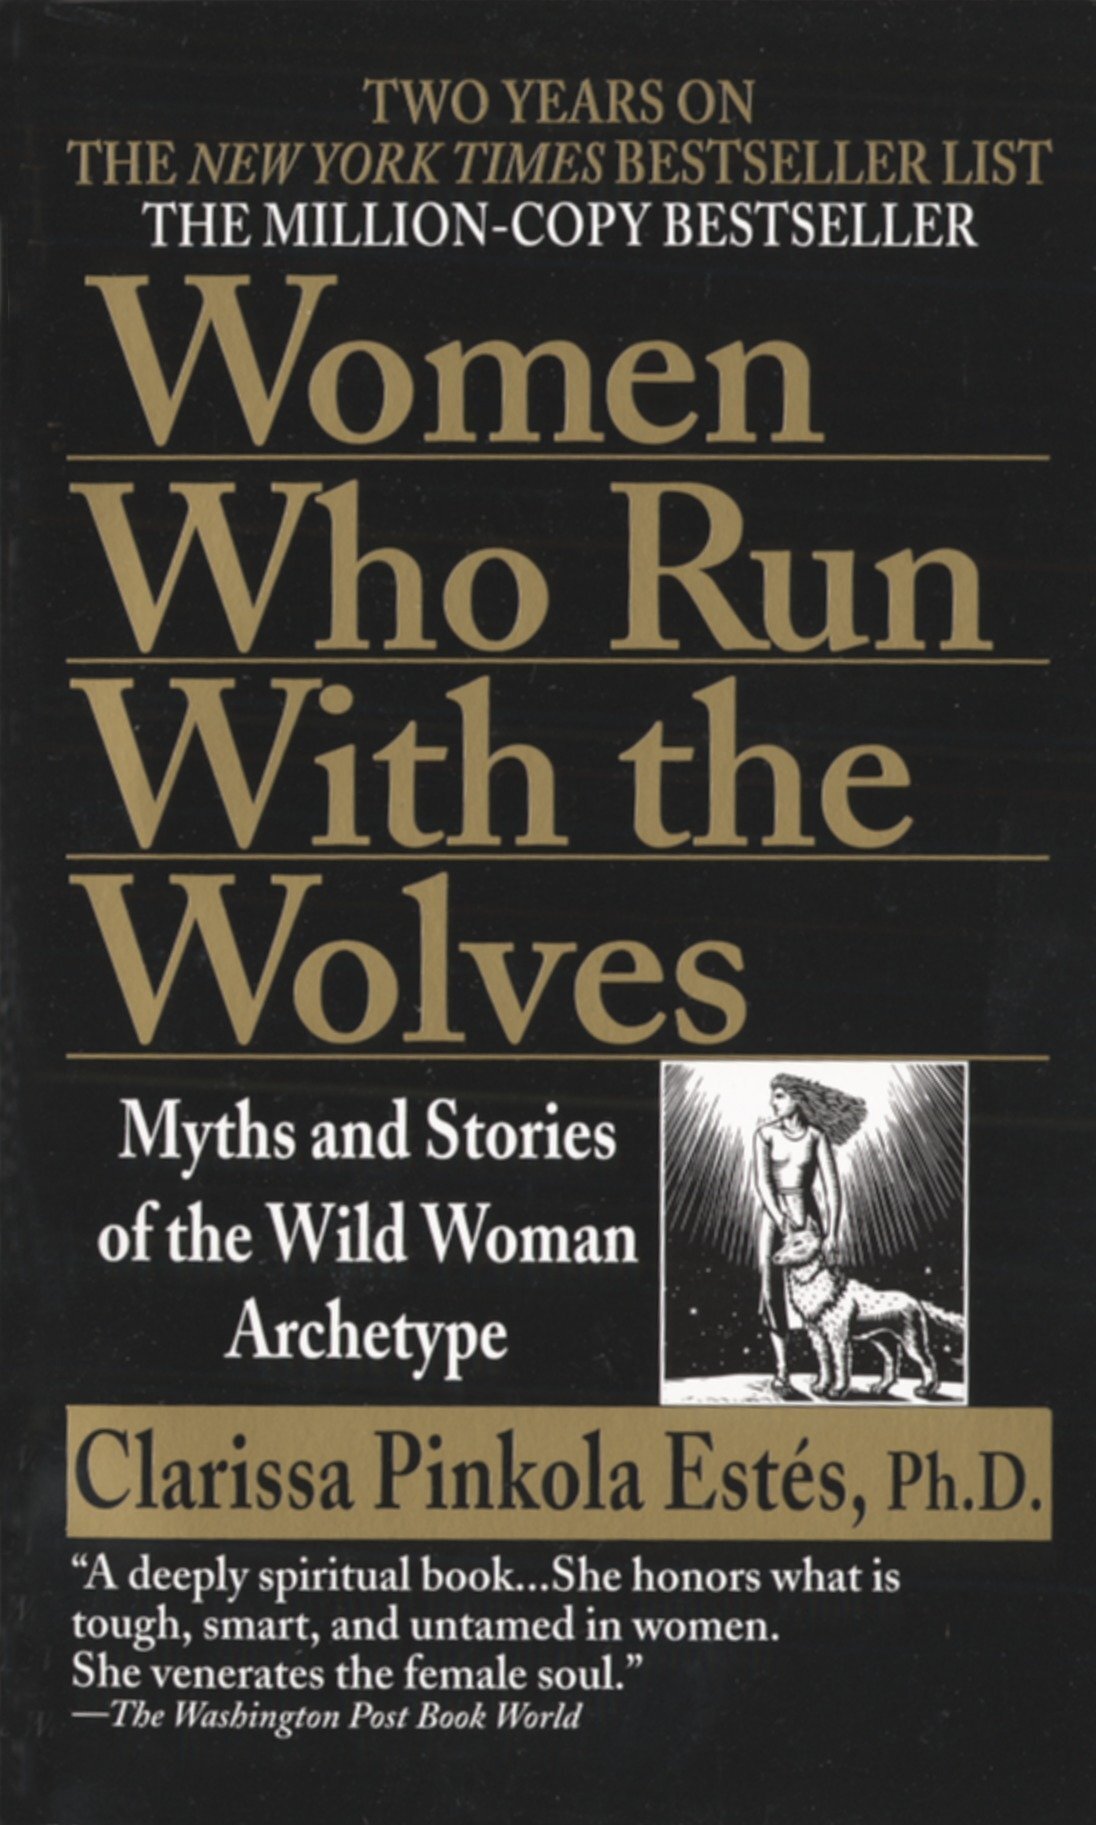 TWO YEARS ON
THE NEW YORK TIMES BESTSELLER LIST
THE MILLION-COPY BESTSELLER
Women
Who Run
With the
Wolves
Myths and Stories
of the Wild Woman
Archetype
Clarissa Pinkola Estés, Ph.D.
“A deeply spiritual book...She honors what is
tough, smart, and untamed in women.
She venerates the female soul.”
—The Washington Post Book World